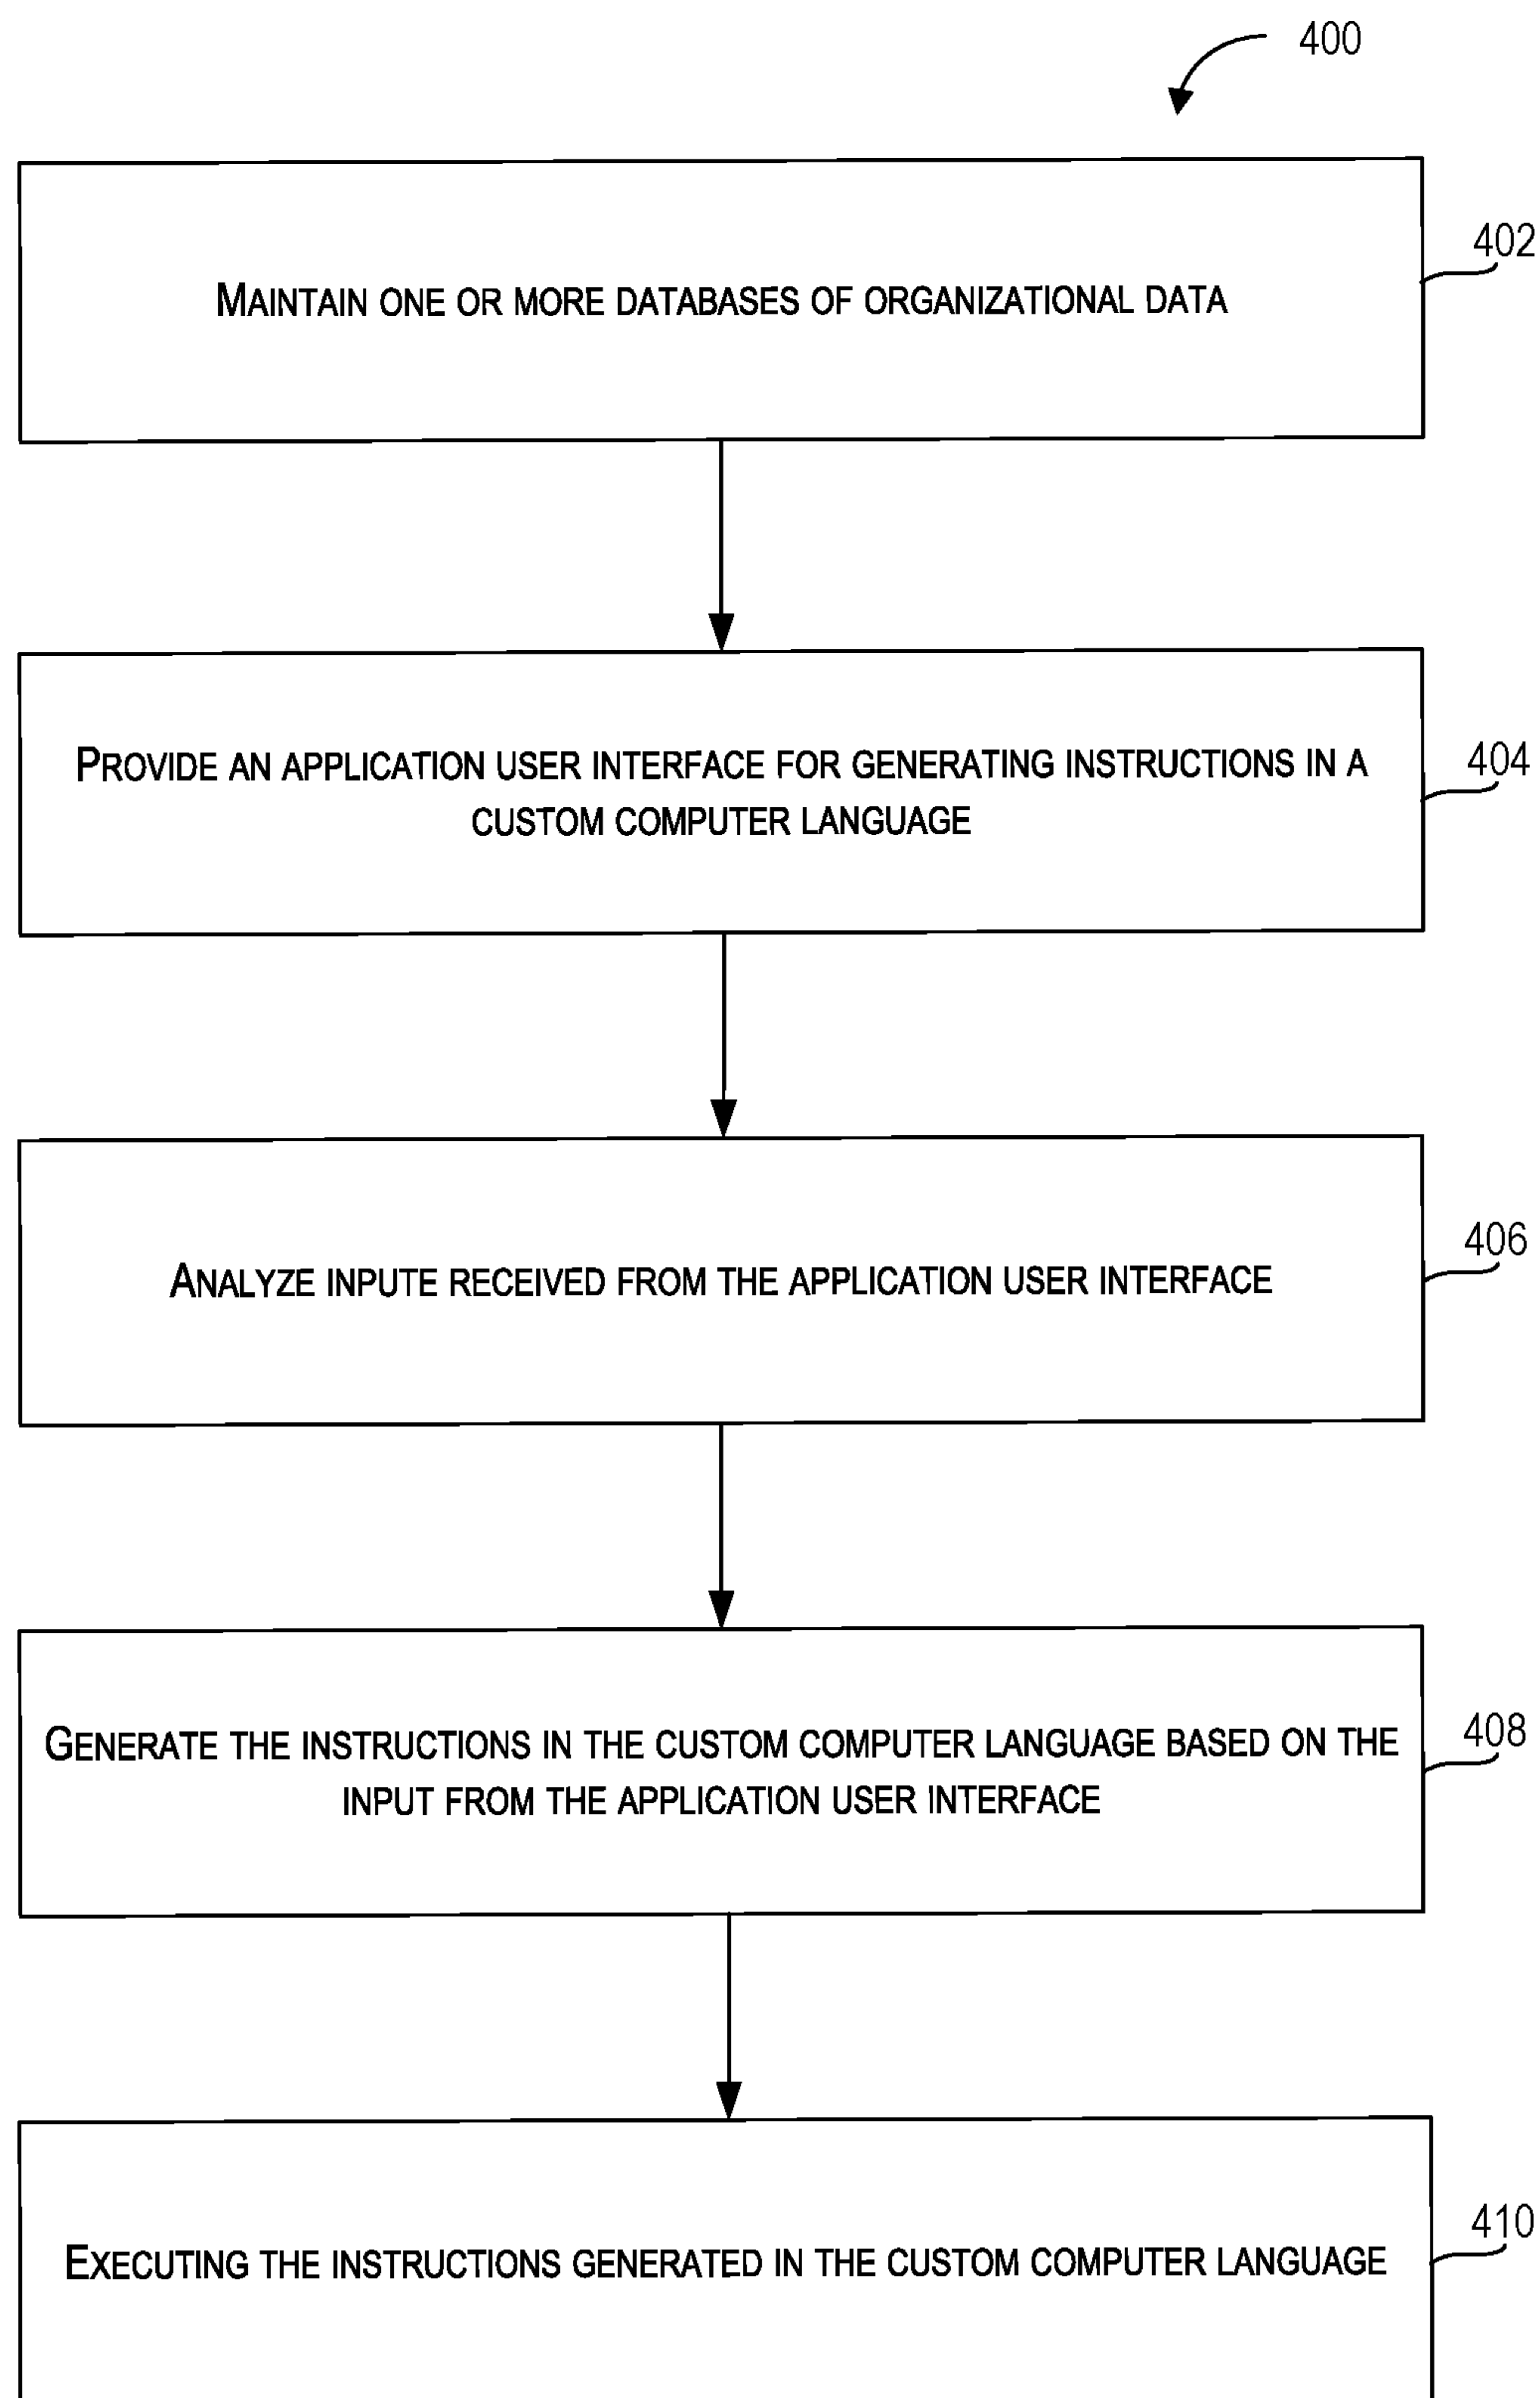 400
MAINTAIN ONE OR MORE DATABASES OF ORGANIZATIONAL DATA
402
PROVIDE AN APPLICATION USER INTERFACE FOR GENERATING INSTRUCTIONS IN A
CUSTOM COMPUTER LANGUAGE
404
ANALYZE INPUTE RECEIVED FROM THE APPLICATION USER INTERFACE
406
GENERATE THE INSTRUCTIONS IN THE CUSTOM COMPUTER LANGUAGE BASED ON THE
INPUT FROM THE APPLICATION USER INTERFACE
408
EXECUTING THE INSTRUCTIONS GENERATED IN THE CUSTOM COMPUTER LANGUAGE
410